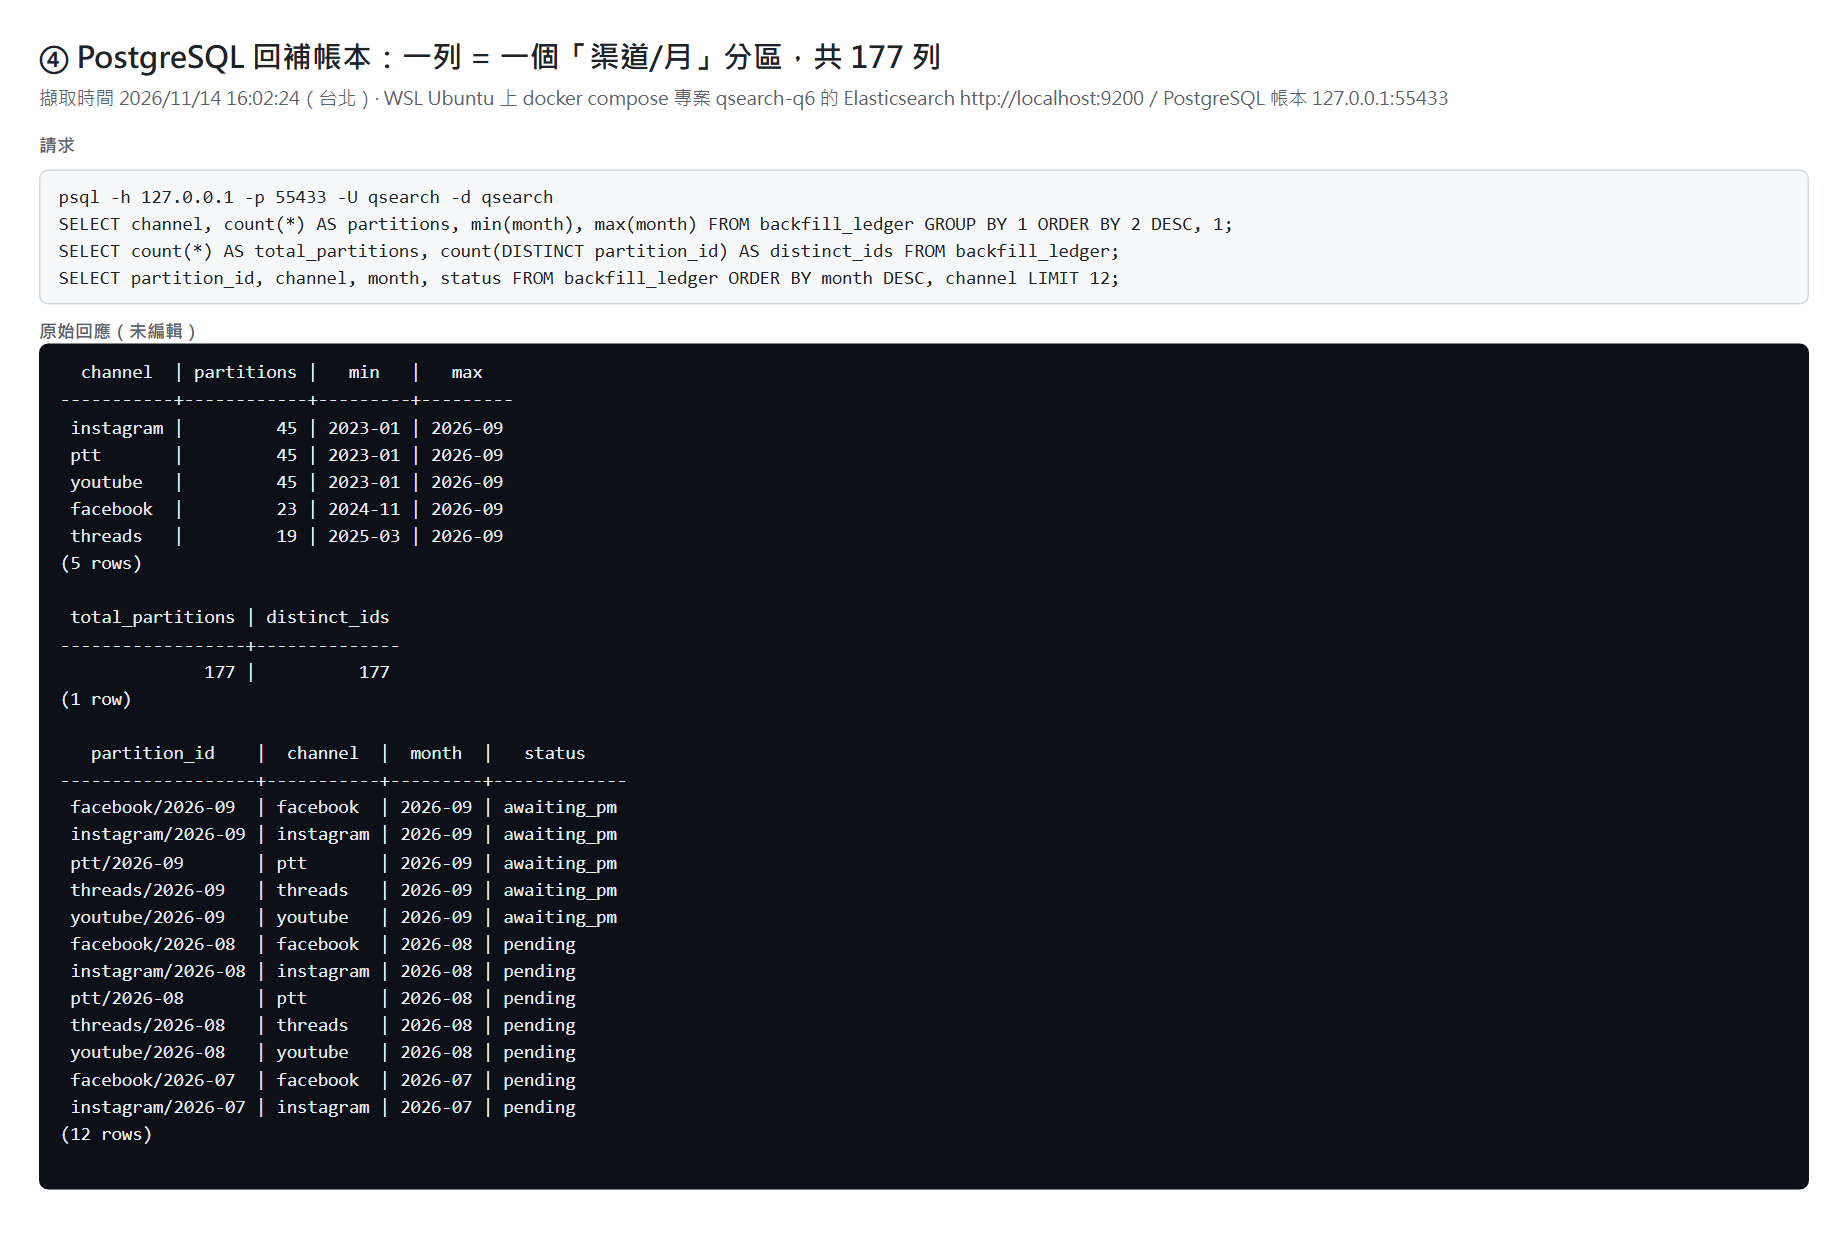 ④ PostgreSQL 回補帳本：一列 = 一個「渠道/月」分區，共 177 列
擷取時間 2026/11/14 16:02:24（台北）· WSL Ubuntu 上 docker compose 專案 qsearch-q6 的 Elasticsearch http://localhost:9200 / PostgreSQL 帳本 127.0.0.1:55433
請求
psql -h 127.0.0.1 -p 55433 -U qsearch -d qsearch
SELECT channel, count(*) AS partitions, min(month), max(month) FROM backfill_ledger GROUP BY 1 ORDER BY 2 DESC, 1;
SELECT count(*) AS total_partitions, count(DISTINCT partition_id) AS distinct_ids FROM backfill_ledger;
SELECT partition_id, channel, month, status FROM backfill_ledger ORDER BY month DESC, channel LIMIT 12;
原始回應（未編輯）
  channel  | partitions |   min   |   max
-----------+------------+---------+---------
 instagram |         45 | 2023-01 | 2026-09
 ptt       |         45 | 2023-01 | 2026-09
 youtube   |         45 | 2023-01 | 2026-09
 facebook  |         23 | 2024-11 | 2026-09
 threads   |         19 | 2025-03 | 2026-09
(5 rows)
 total_partitions | distinct_ids
------------------+--------------
              177 |          177
(1 row)
   partition_id    |  channel  |  month  |   status
-------------------+-----------+---------+-------------
 facebook/2026-09  | facebook  | 2026-09 | awaiting_pm
 instagram/2026-09 | instagram | 2026-09 | awaiting_pm
 ptt/2026-09       | ptt       | 2026-09 | awaiting_pm
 threads/2026-09   | threads   | 2026-09 | awaiting_pm
 youtube/2026-09   | youtube   | 2026-09 | awaiting_pm
 facebook/2026-08  | facebook  | 2026-08 | pending
 instagram/2026-08 | instagram | 2026-08 | pending
 ptt/2026-08       | ptt       | 2026-08 | pending
 threads/2026-08   | threads   | 2026-08 | pending
 youtube/2026-08   | youtube   | 2026-08 | pending
 facebook/2026-07  | facebook  | 2026-07 | pending
 instagram/2026-07 | instagram | 2026-07 | pending
(12 rows)